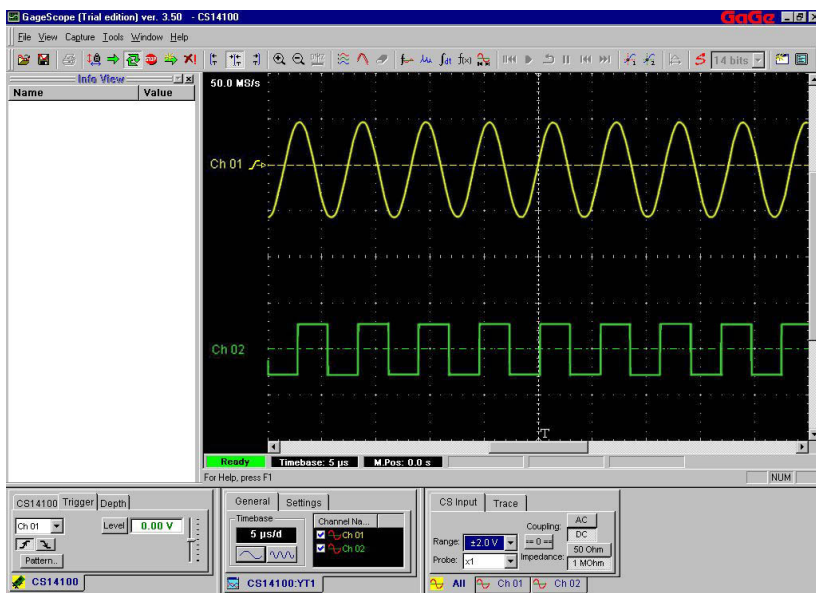 GageScope (Trial edition) ver. 3.50 - CS14100
GaGe
File View Capture Tools Window Help
14 bits
Info View
Name Value
50.0 MS/s
Ch 01
Ch 02
T
Ready Timebase: 5 µs M.Pos: 0.0 s
For Help, press F1
NUM
CS14100 Trigger Depth
Ch 01 Level 0.00 V
Pattern..
CS14100
General Settings
Timebase
5 µs/d
Channel Na...
Ch 01
Ch 02
CS14100:YT1
CS Input Trace
Range: ±2.0 V
Probe: x1
Coupling: AC
DC
== 0 ==
Impedance: 50 Ohm
1 MOhm
All Ch 01 Ch 02